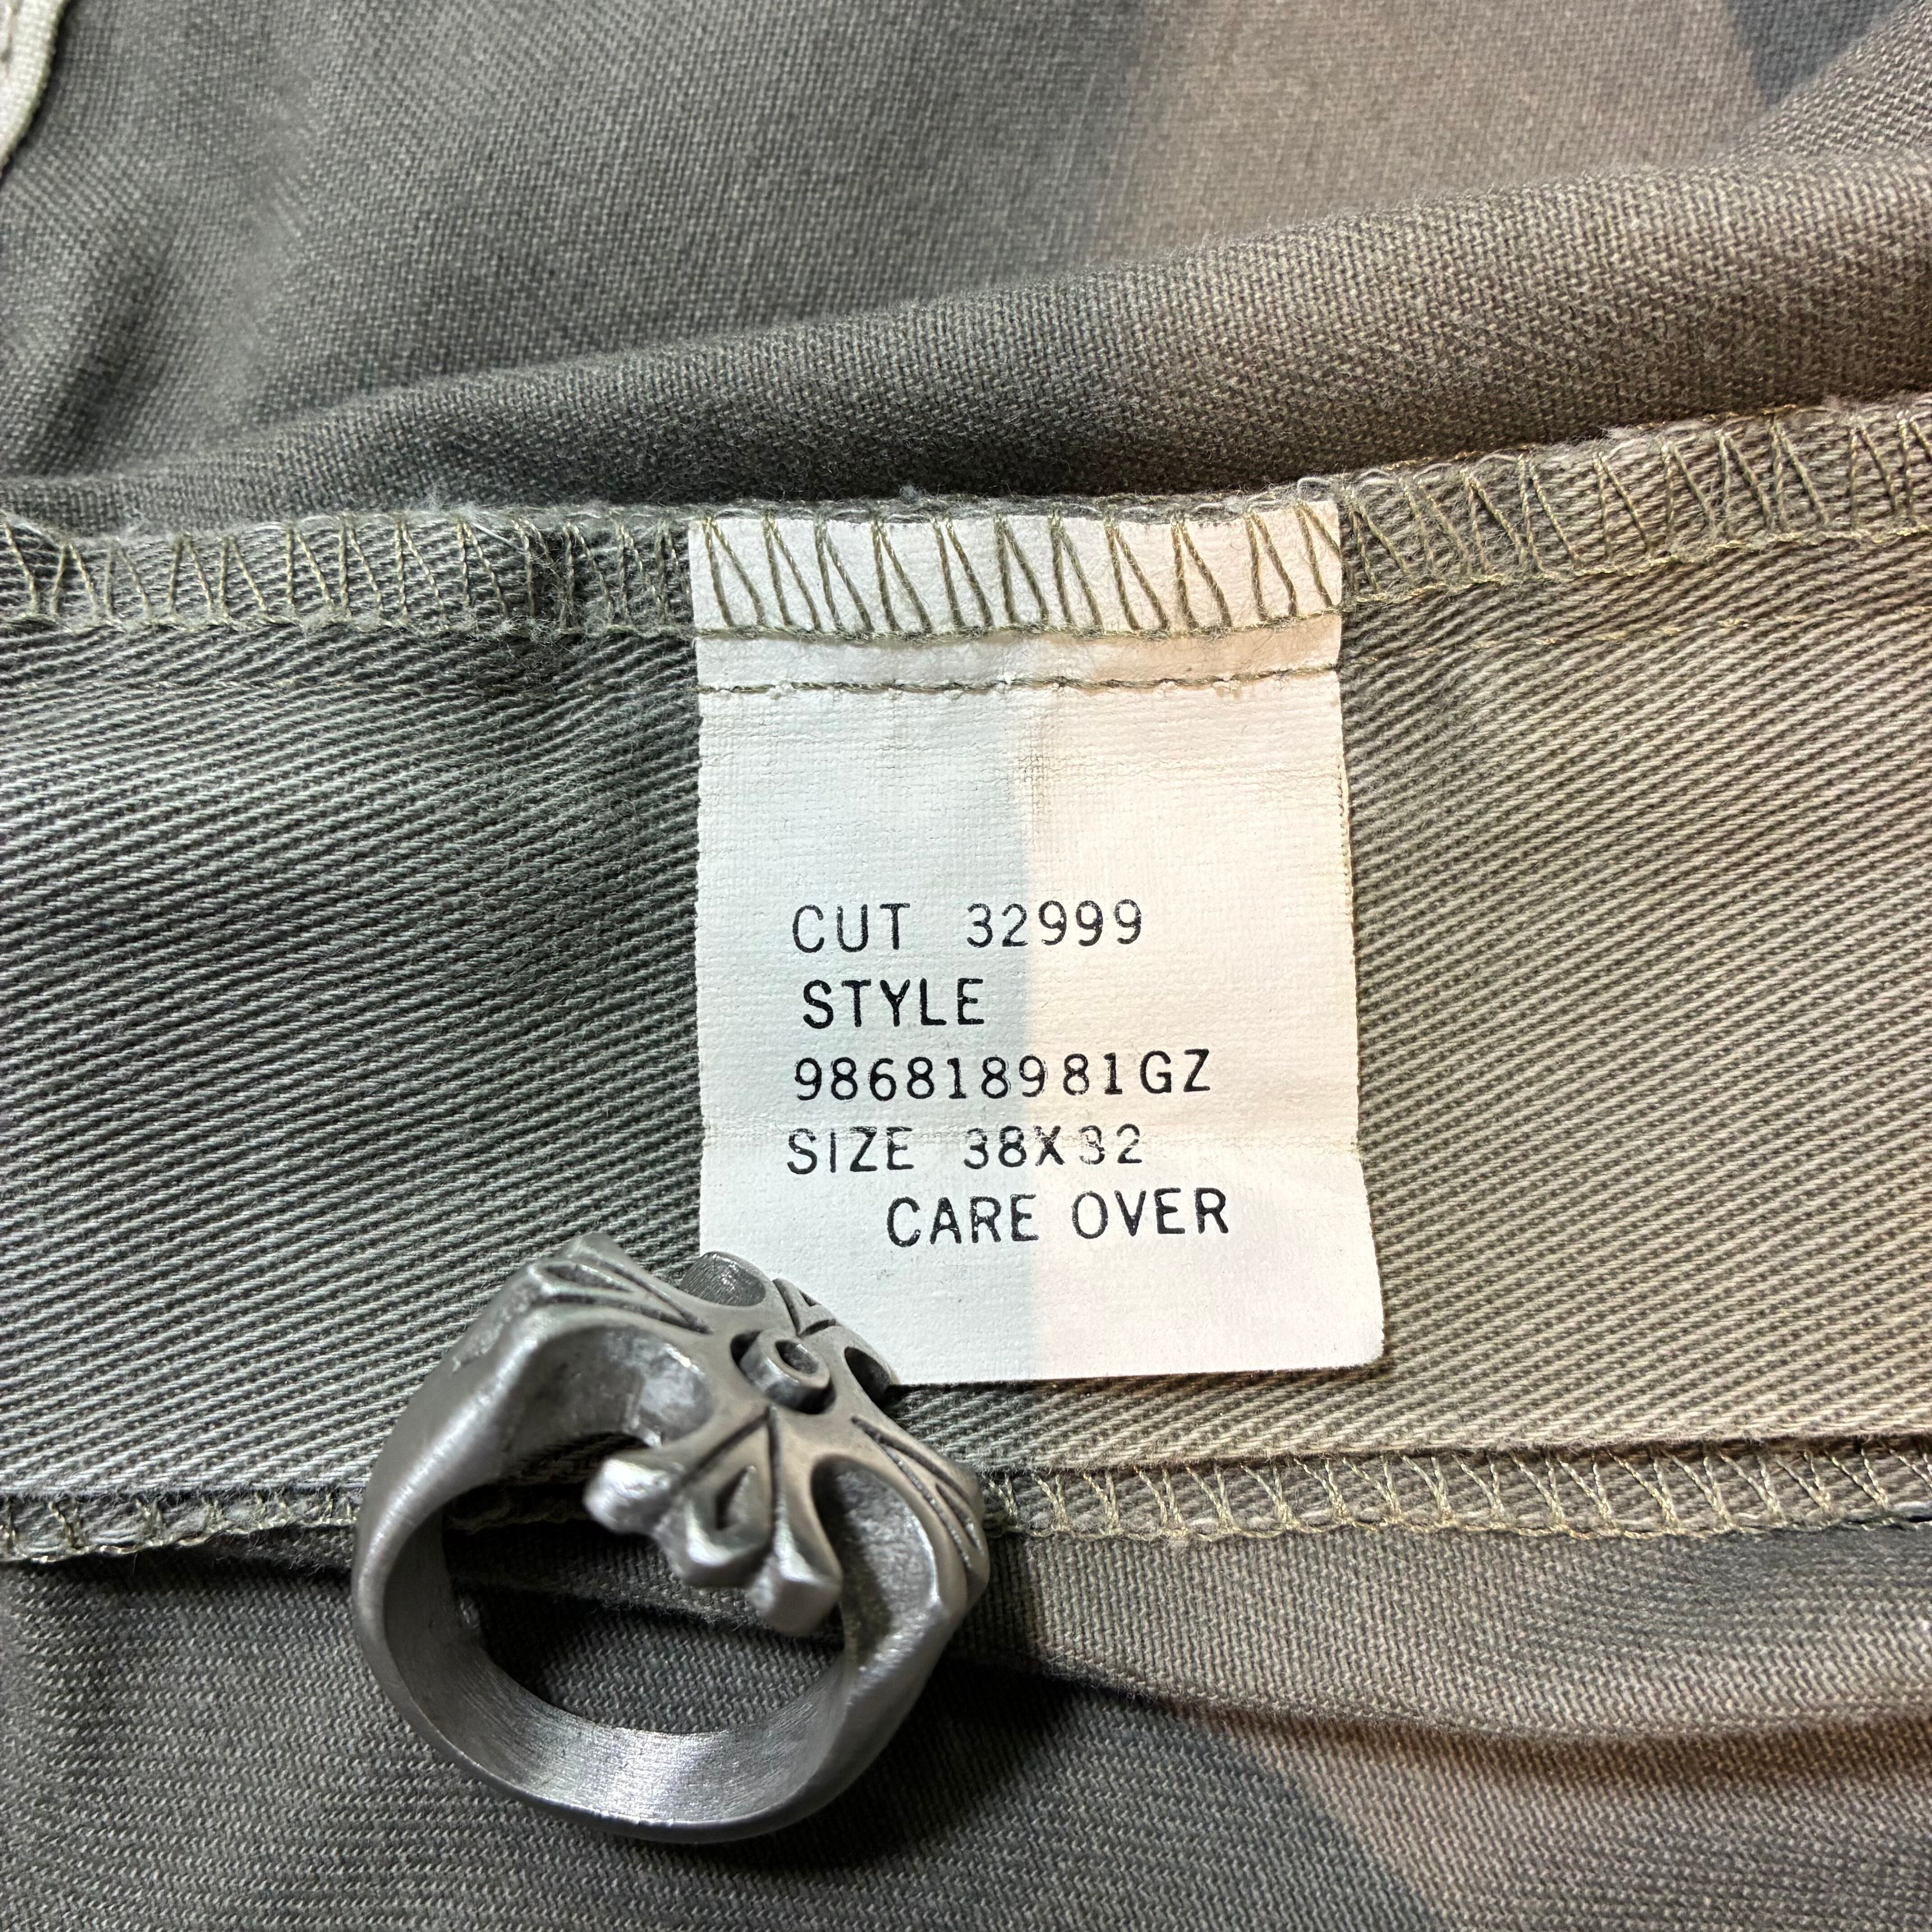 CUT 32999
STYLE
986818981GZ
SIZE 38X32
CARE OVER